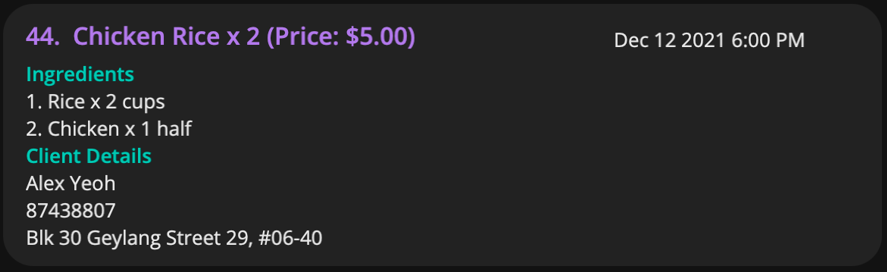 44. Chicken Rice x 2 (Price: $5.00)
Dec 12 2021 6:00 PM
Ingredients
1. Rice x 2 cups
2. Chicken x 1 half
Client Details
Alex Yeoh
87438807
Blk 30 Geylang Street 29, #06-40